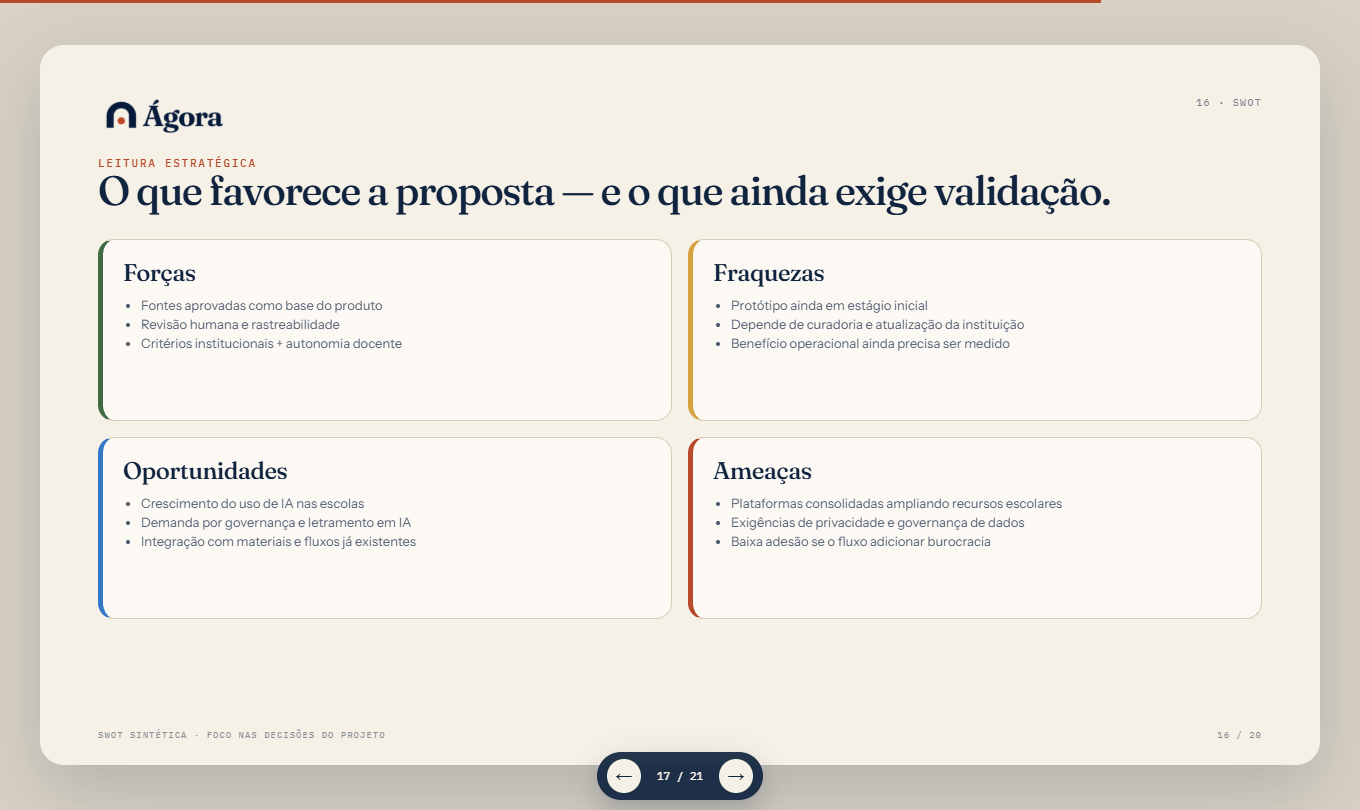 Ágora
16 · SWOT
LEITURA ESTRATÉGICA
O que favorece a proposta — e o que ainda exige validação.
Forças
• Fontes aprovadas como base do produto
• Revisão humana e rastreabilidade
• Critérios institucionais + autonomia docente
Fraquezas
• Protótipo ainda em estágio inicial
• Depende de curadoria e atualização da instituição
• Benefício operacional ainda precisa ser medido
Oportunidades
• Crescimento do uso de IA nas escolas
• Demanda por governança e letramento em IA
• Integração com materiais e fluxos já existentes
Ameaças
• Plataformas consolidadas ampliando recursos escolares
• Exigências de privacidade e governança de dados
• Baixa adesão se o fluxo adicionar burocracia
SWOT SINTÉTICA · FOCO NAS DECISÕES DO PROJETO
16 / 20
← 17 / 21 →